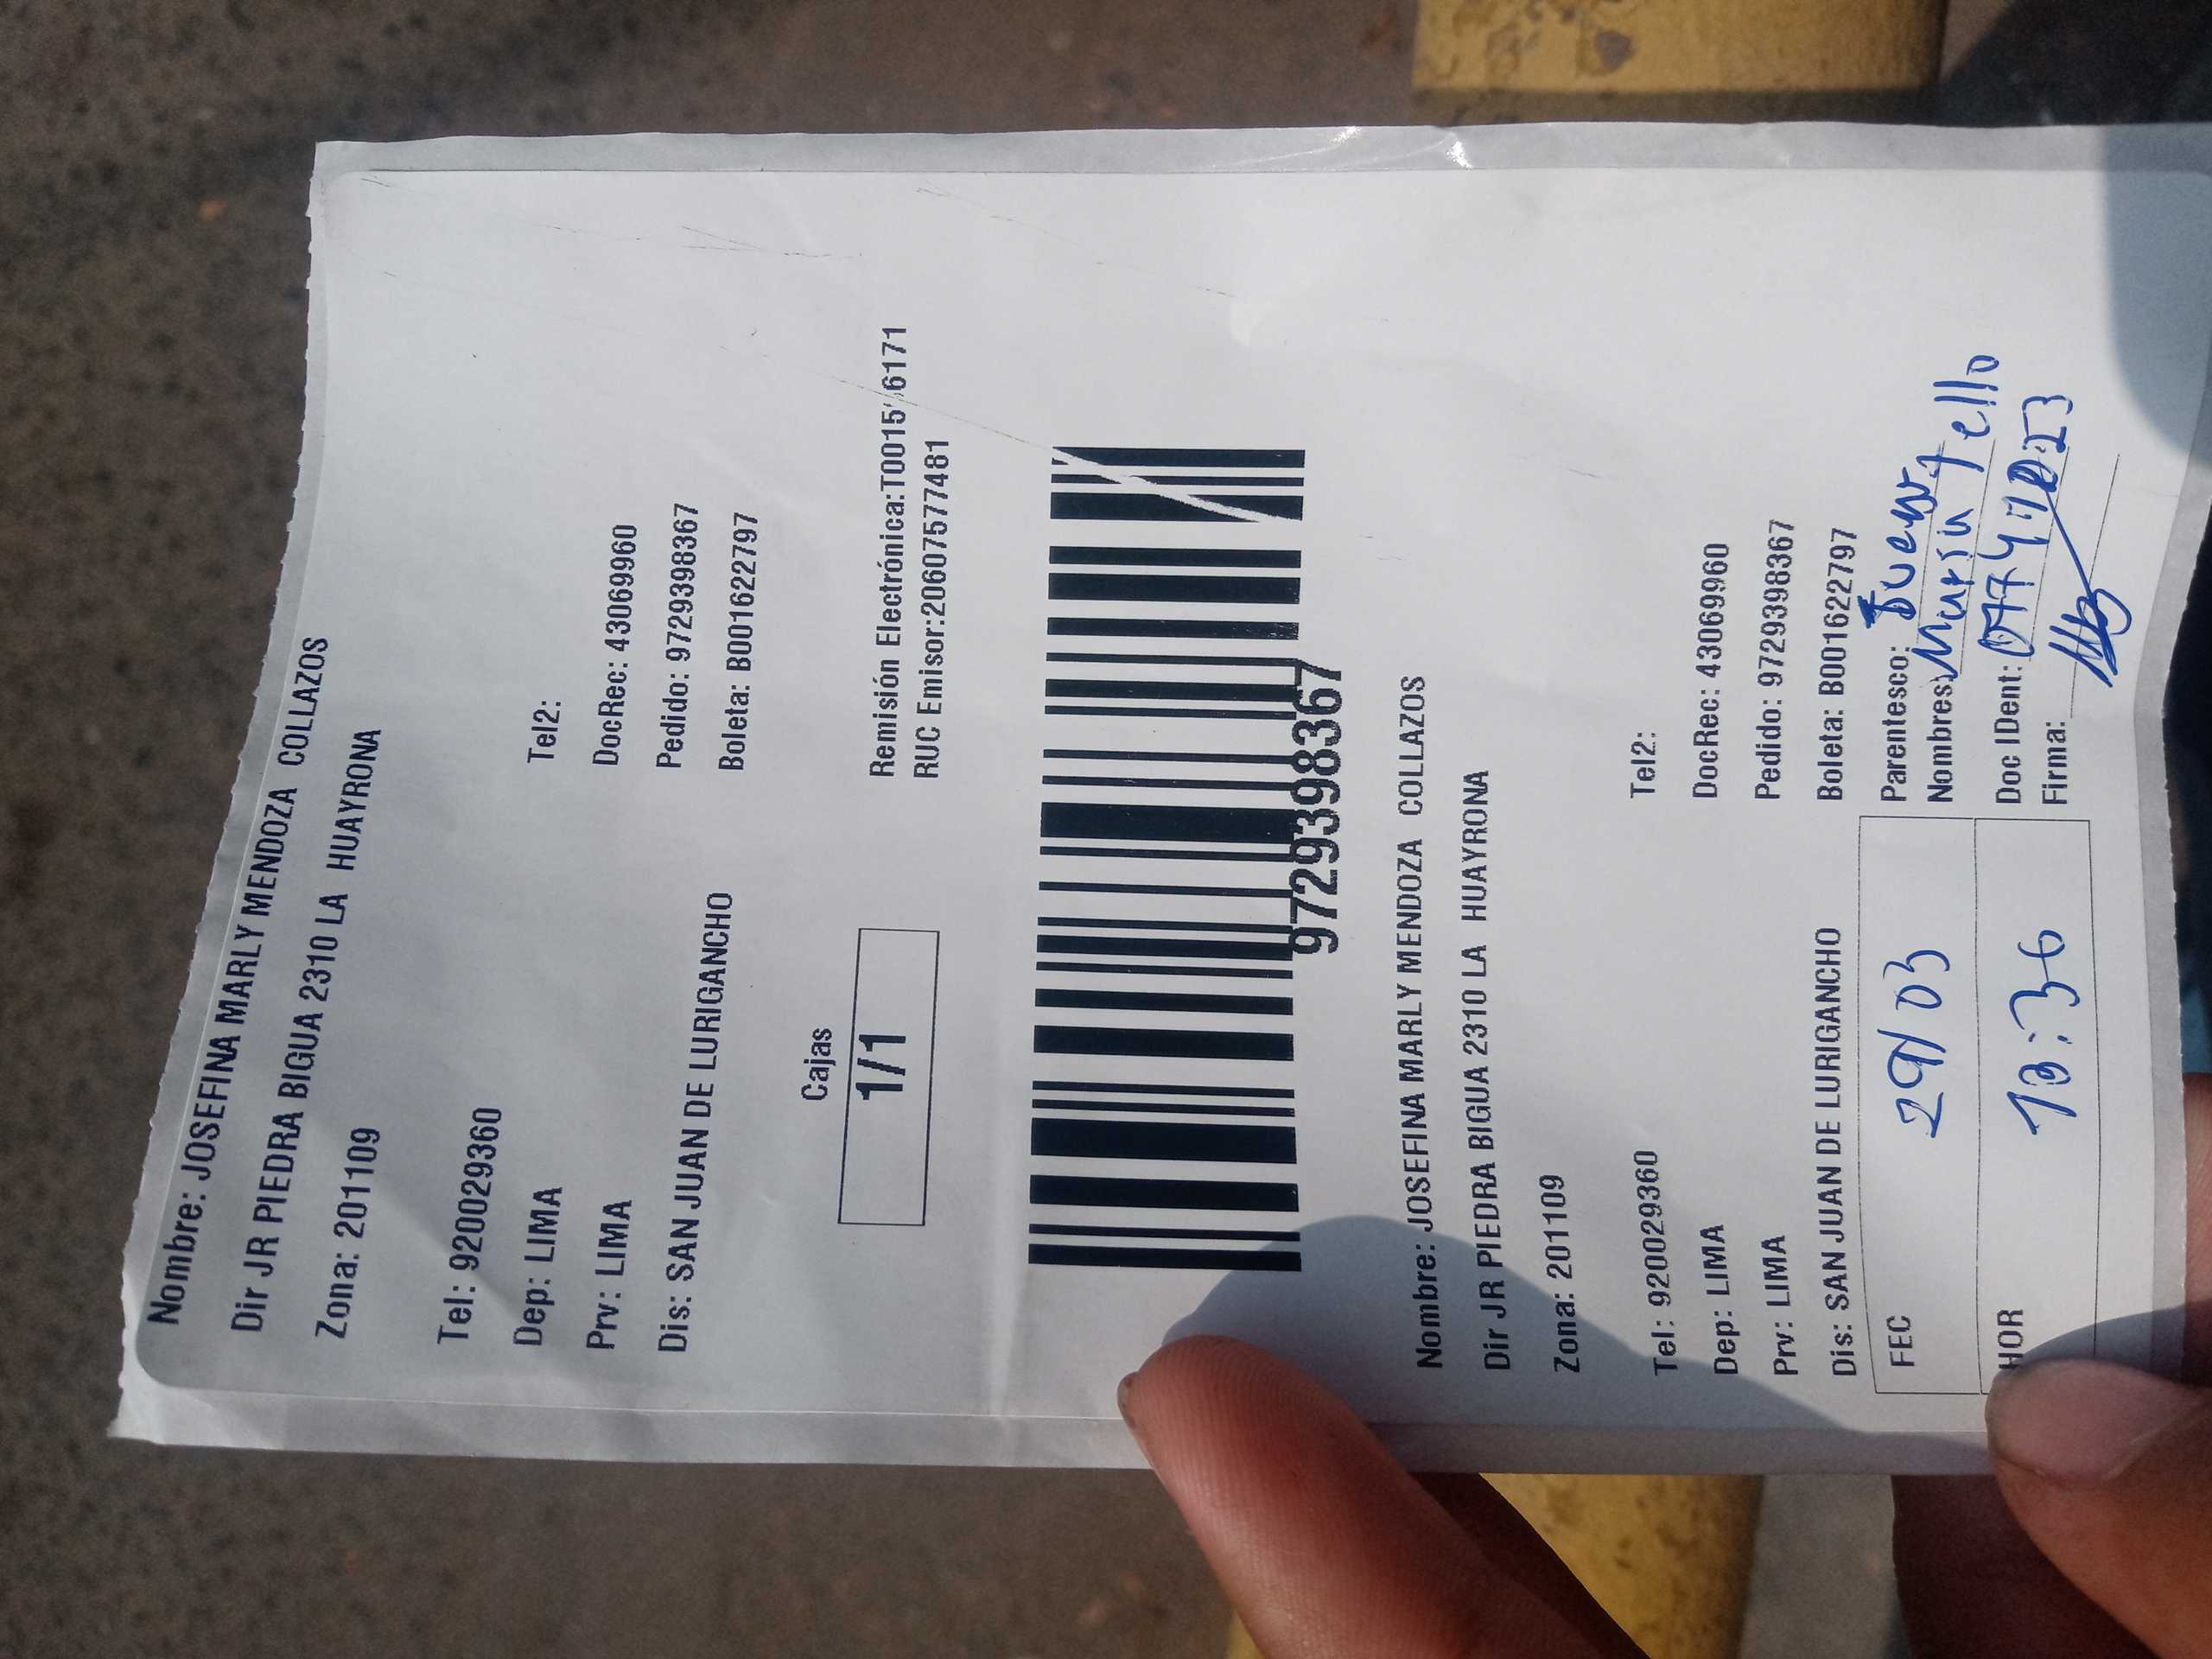 Nombre: JOSEFINA MARLY MENDOZA COLLAZOS
Dir JR PIEDRA BIGUA 2310 LA HUAYRONA
Zona: 201109
Tel: 920029360
Tel2:
Dep: LIMA
DocRec: 43069960
Prv: LIMA
Pedido: 9729398367
Dis: SAN JUAN DE LURIGANCHO
Boleta: B001622797
Cajas
1/1
Remisión Electrónica:
RUC Emisor:20607577481
9729398367
Nombre: JOSEFINA MARLY MENDOZA COLLAZOS
Dir JR PIEDRA BIGUA 2310 LA HUAYRONA
Zona: 201109
Tel: 920029360
Tel2:
Dep: LIMA
DocRec: 43069960
Prv: LIMA
Pedido: 9729398367
Dis: SAN JUAN DE LURIGANCHO
Boleta: B001622797
FEC 29/03
Parentesco:
Nombres:
HOR 13:36
Doc IDent:
Firma: